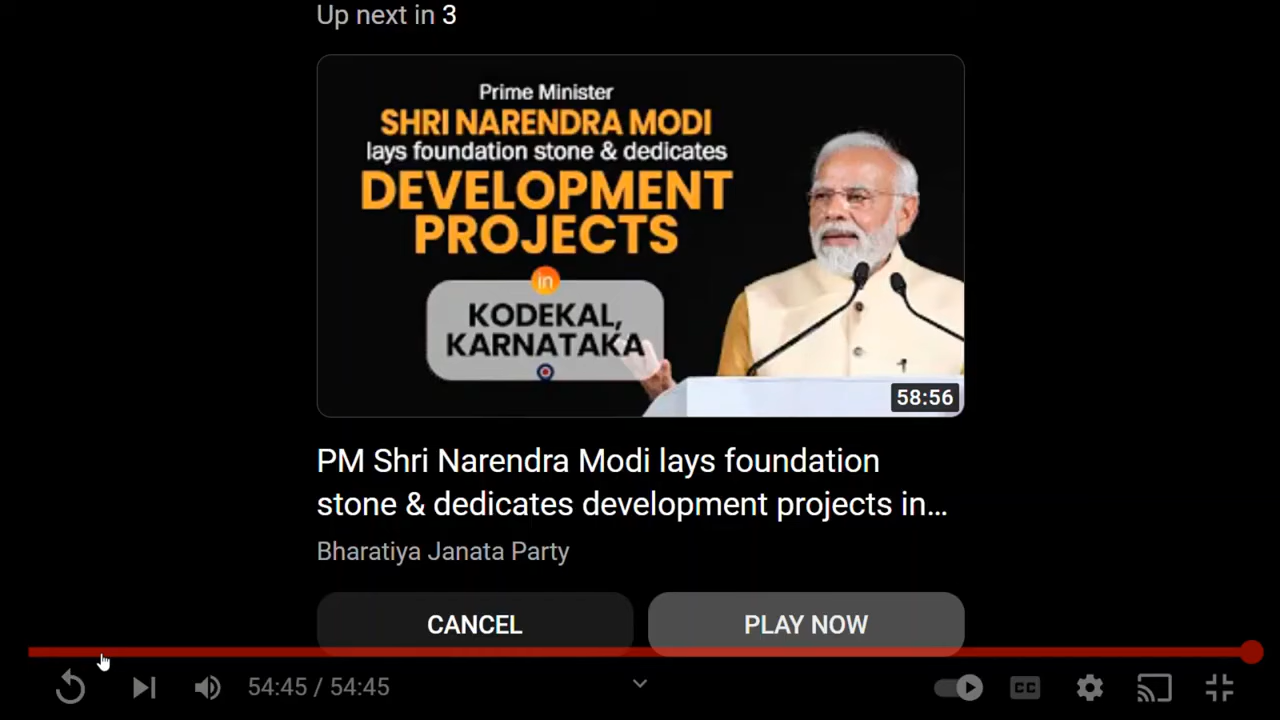 Up next in 3
Prime Minister
SHRI NARENDRA MODI
lays foundation stone & dedicates
DEVELOPMENT
PROJECTS
in
KODEKAL,
KARNATAKA
58:56
PM Shri Narendra Modi lays foundation
stone & dedicates development projects in...
Bharatiya Janata Party
CANCEL
PLAY NOW
54:45 / 54:45
CC